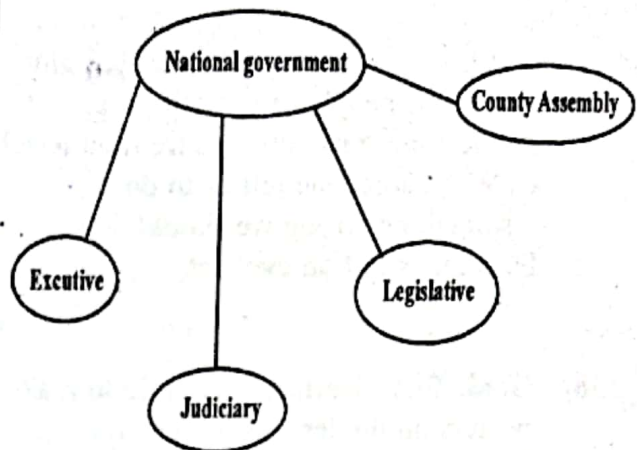 National government
County Assembly
Excutive
Legislative
Judiciary